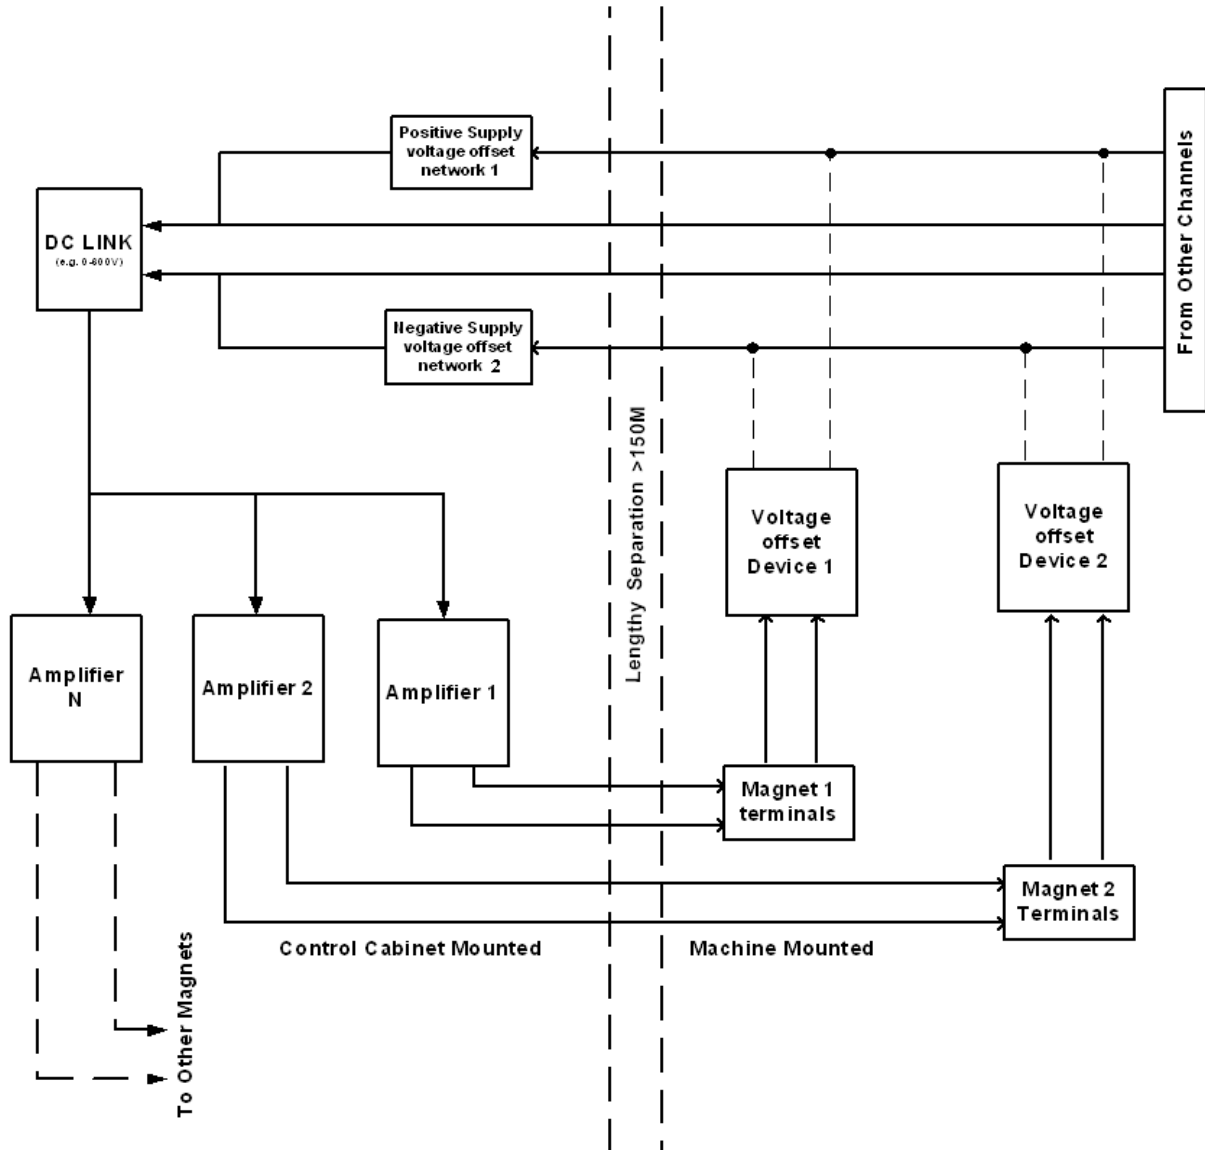 Positive Supply
voltage offset
network 1
DC LINK
(e.g. 0-600V)
Negative Supply
voltage offset
network 2
From Other Channels
Lengthy Separation >150M
Voltage
offset
Device 1
Voltage
offset
Device 2
Amplifier
N
Amplifier 2
Amplifier 1
Magnet 1
terminals
Magnet 2
Terminals
Control Cabinet Mounted
Machine Mounted
To Other Magnets